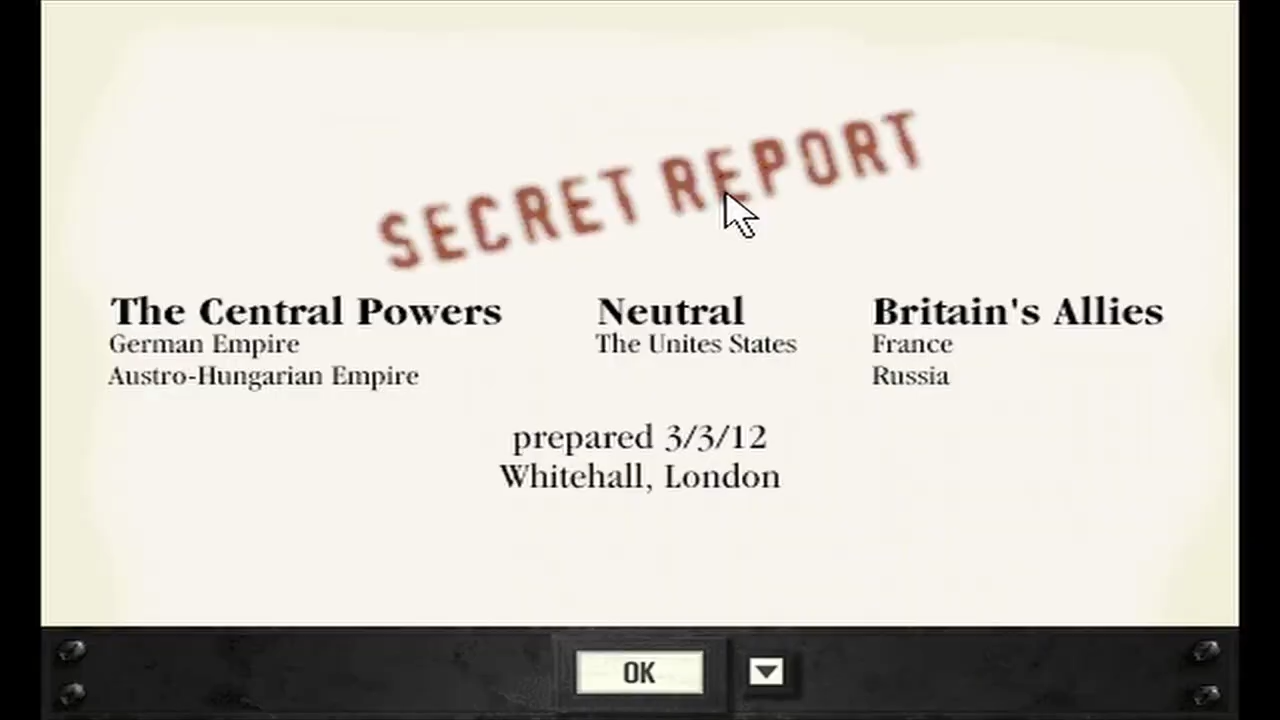 SECRET REPORT
The Central Powers
German Empire
Austro-Hungarian Empire
Neutral
The Unites States
Britain's Allies
France
Russia
prepared 3/3/12
Whitehall, London
OK